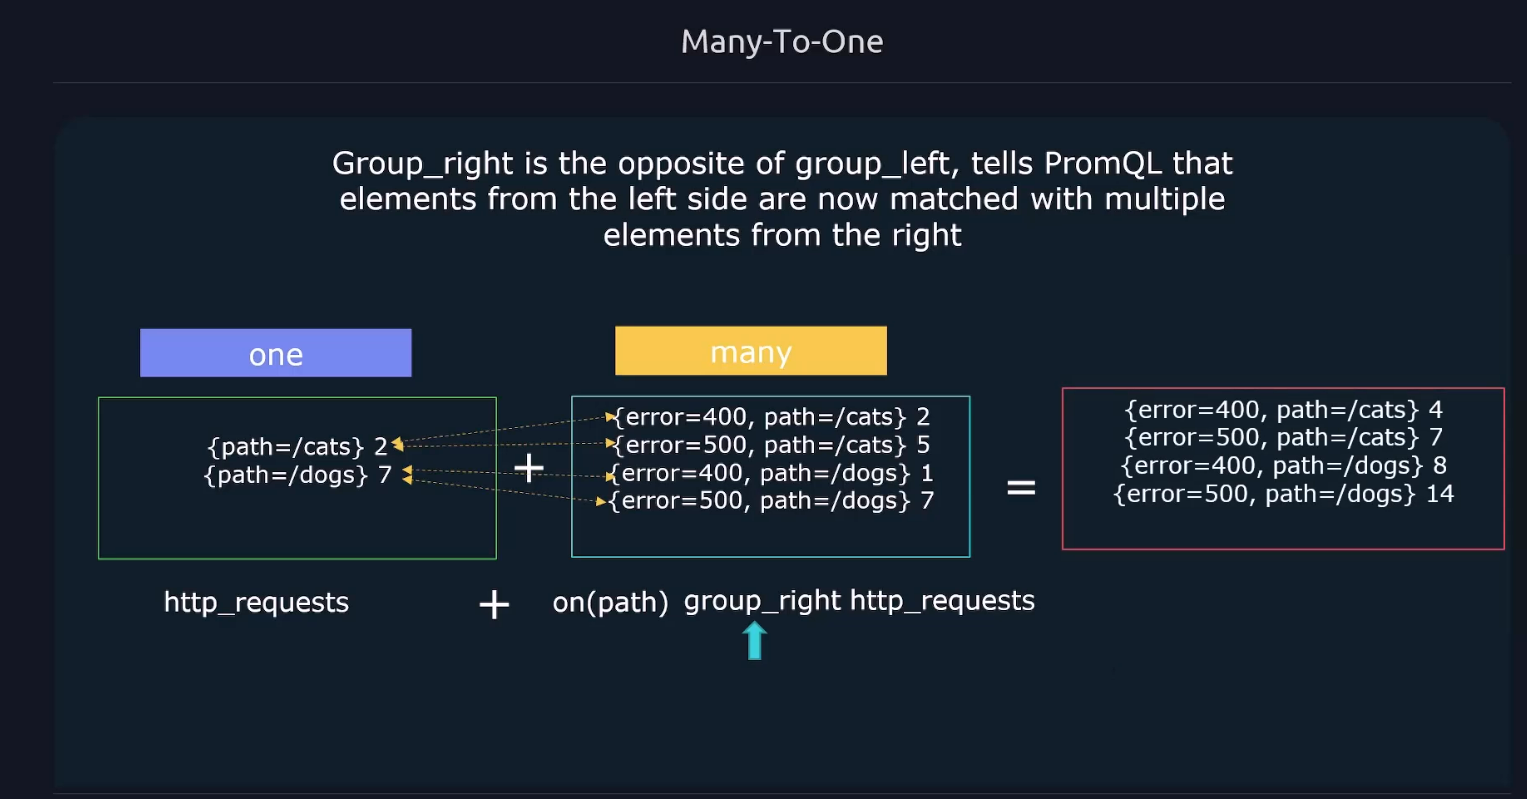 Many-To-One
Group_right is the opposite of group_left, tells PromQL that
elements from the left side are now matched with multiple
elements from the right
one
many
{path=/cats} 2
{path=/dogs} 7
+
{error=400, path=/cats} 2
{error=500, path=/cats} 5
{error=400, path=/dogs} 1
{error=500, path=/dogs} 7
=
{error=400, path=/cats} 4
{error=500, path=/cats} 7
{error=400, path=/dogs} 8
{error=500, path=/dogs} 14
http_requests + on(path) group_right http_requests